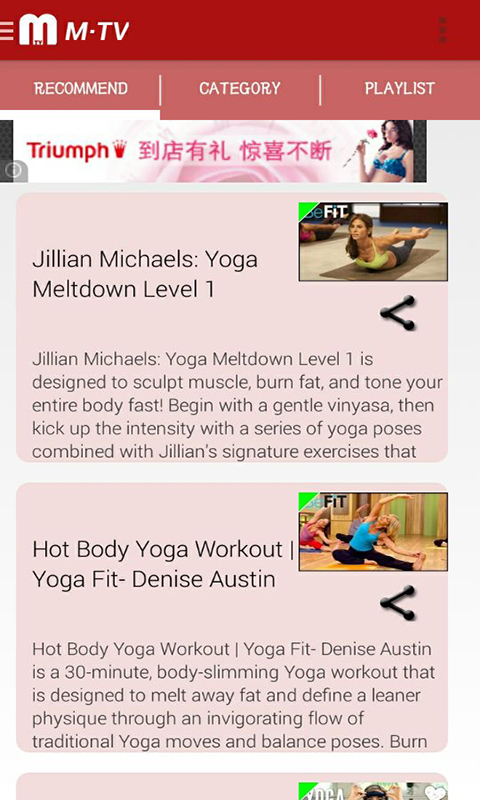 M TV M·TV
RECOMMEND
CATEGORY
PLAYLIST
Triumph 到店有礼 惊喜不断
BeFiT
Jillian Michaels: Yoga
Meltdown Level 1
Jillian Michaels: Yoga Meltdown Level 1 is
designed to sculpt muscle, burn fat, and tone your
entire body fast! Begin with a gentle vinyasa, then
kick up the intensity with a series of yoga poses
combined with Jillian's signature exercises that
BeFiT
Hot Body Yoga Workout |
Yoga Fit- Denise Austin
Hot Body Yoga Workout | Yoga Fit- Denise Austin
is a 30-minute, body-slimming Yoga workout that
is designed to melt away fat and define a leaner
physique through an invigorating flow of
traditional Yoga moves and balance poses. Burn
YOGA